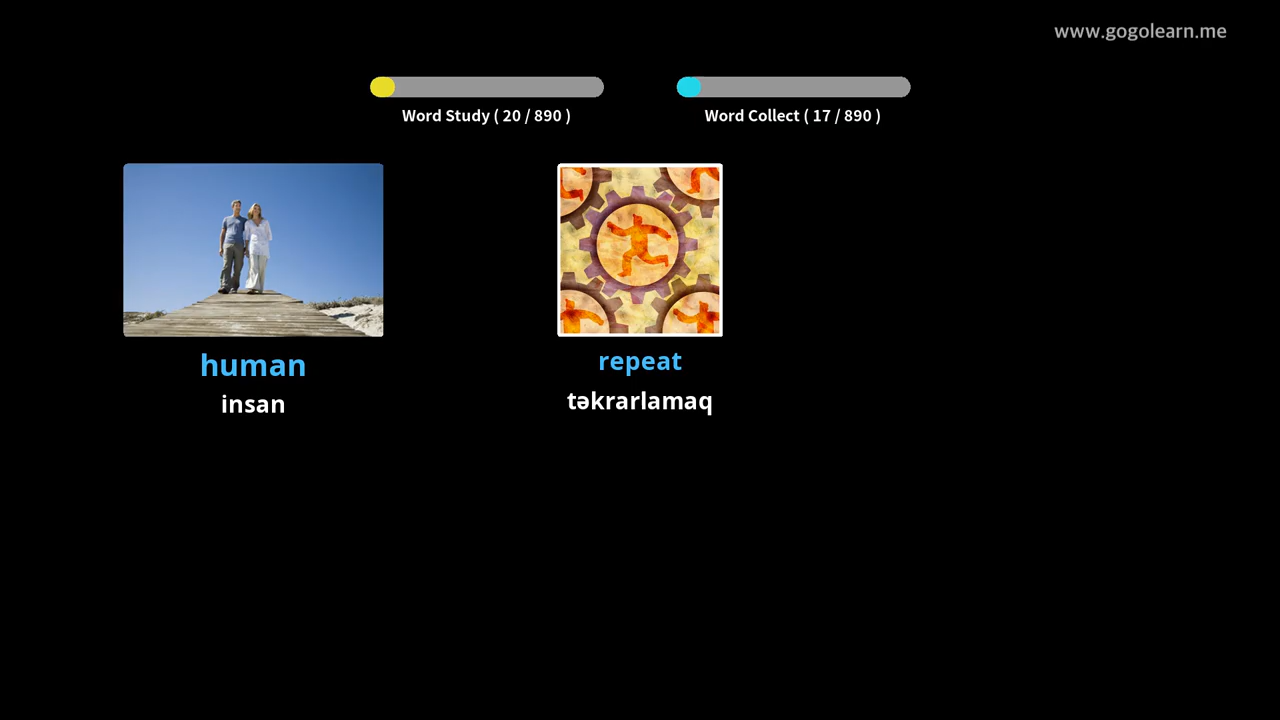 www.gogolearn.me
Word Study ( 20 / 890 )
Word Collect ( 17 / 890 )
human
insan
repeat
təkrarlamaq